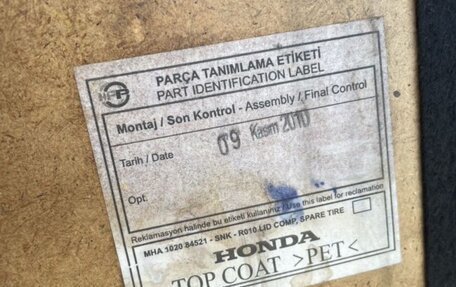 PARÇA TANIMLAMA ETİKETİ
PART IDENTIFICATION LABEL
Montaj / Son Kontrol - Assembly / Final Control
Tarih / Date 09 Kasım 2010
Opt.
Reklamasyon halinde bu etiketi kullanınız / Use this label for reclamation
MHA 1020 84521 - SNK - R010 LID COMP, SPARE TIRE
HONDA
TOP COAT >PET<